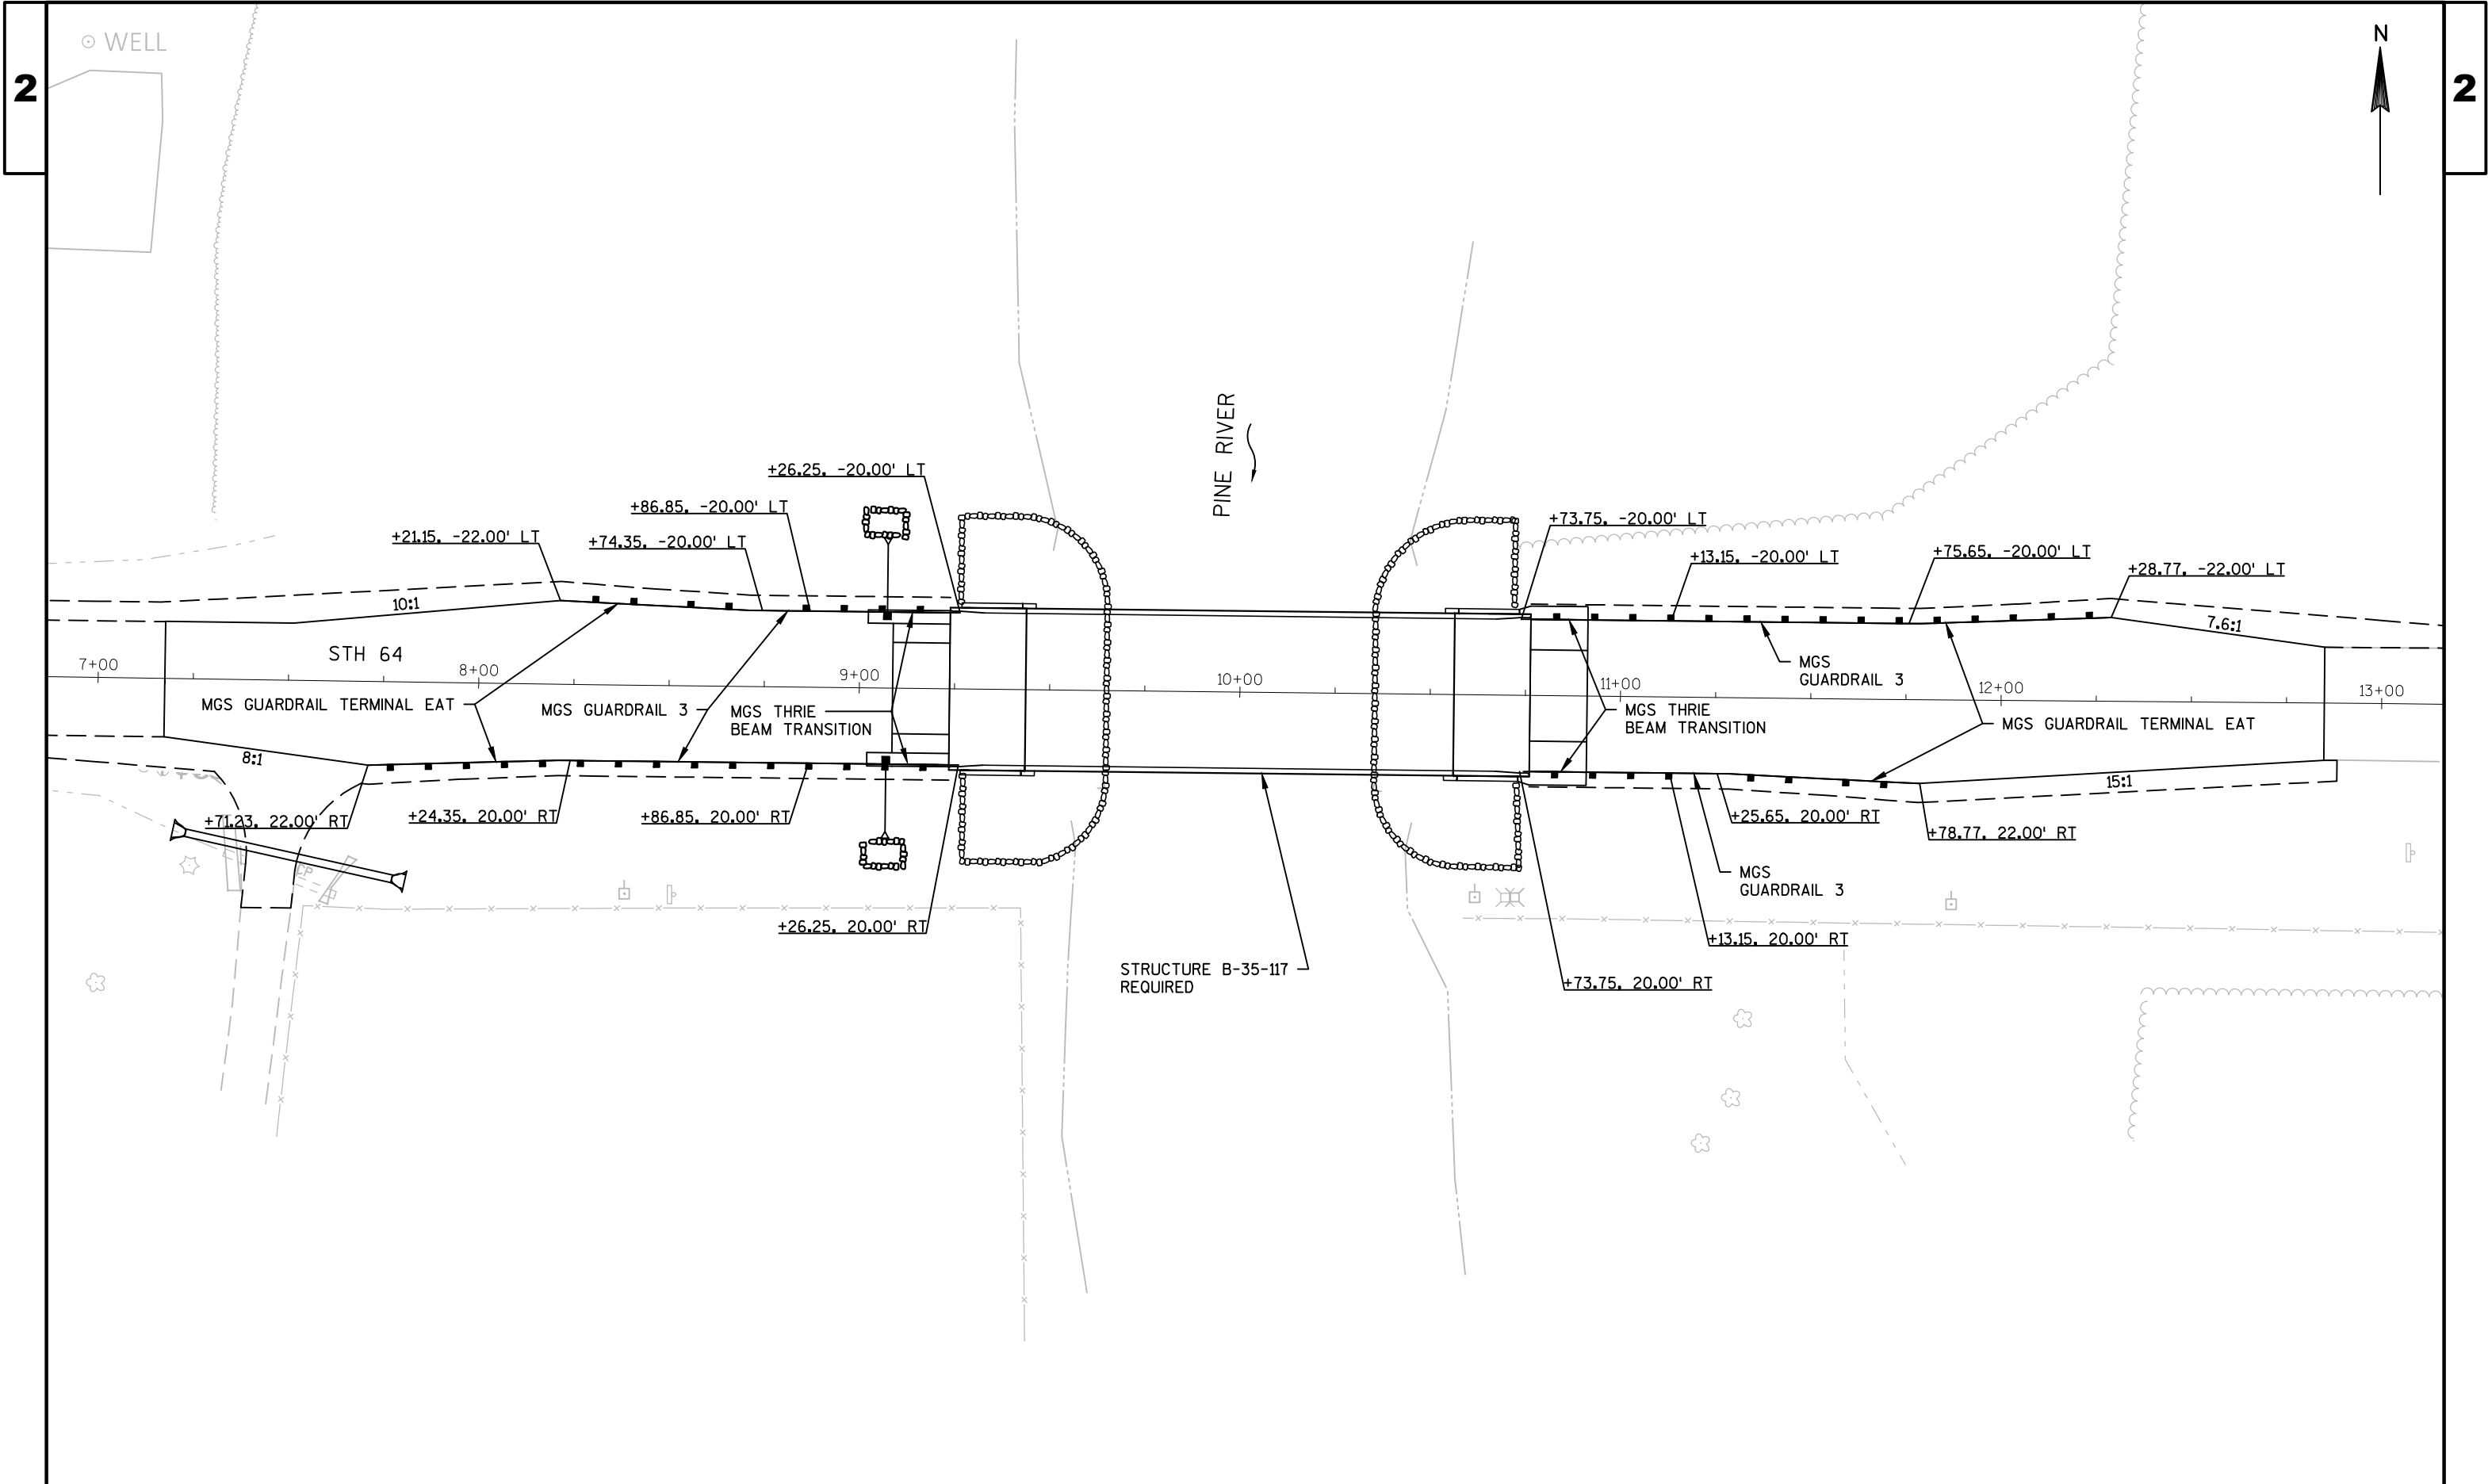 WELL
N
2
2
PINE RIVER
+26.25, -20.00' LT
+86.85, -20.00' LT
+74.35, -20.00' LT
+21.15, -22.00' LT
+73.75, -20.00' LT
+13.15, -20.00' LT
+75.65, -20.00' LT
+28.77, -22.00' LT
10:1
7.6:1
STH 64
7+00
8+00
9+00
10+00
11+00
12+00
13+00
MGS GUARDRAIL TERMINAL EAT
MGS GUARDRAIL 3
MGS THRIE
BEAM TRANSITION
MGS
GUARDRAIL 3
MGS THRIE
BEAM TRANSITION
MGS GUARDRAIL TERMINAL EAT
8:1
15:1
+71.23, 22.00' RT
+24.35, 20.00' RT
+86.85, 20.00' RT
+25.65, 20.00' RT
+78.77, 22.00' RT
CP
MGS
GUARDRAIL 3
+26.25, 20.00' RT
+13.15, 20.00' RT
STRUCTURE B-35-117
REQUIRED
+73.75, 20.00' RT